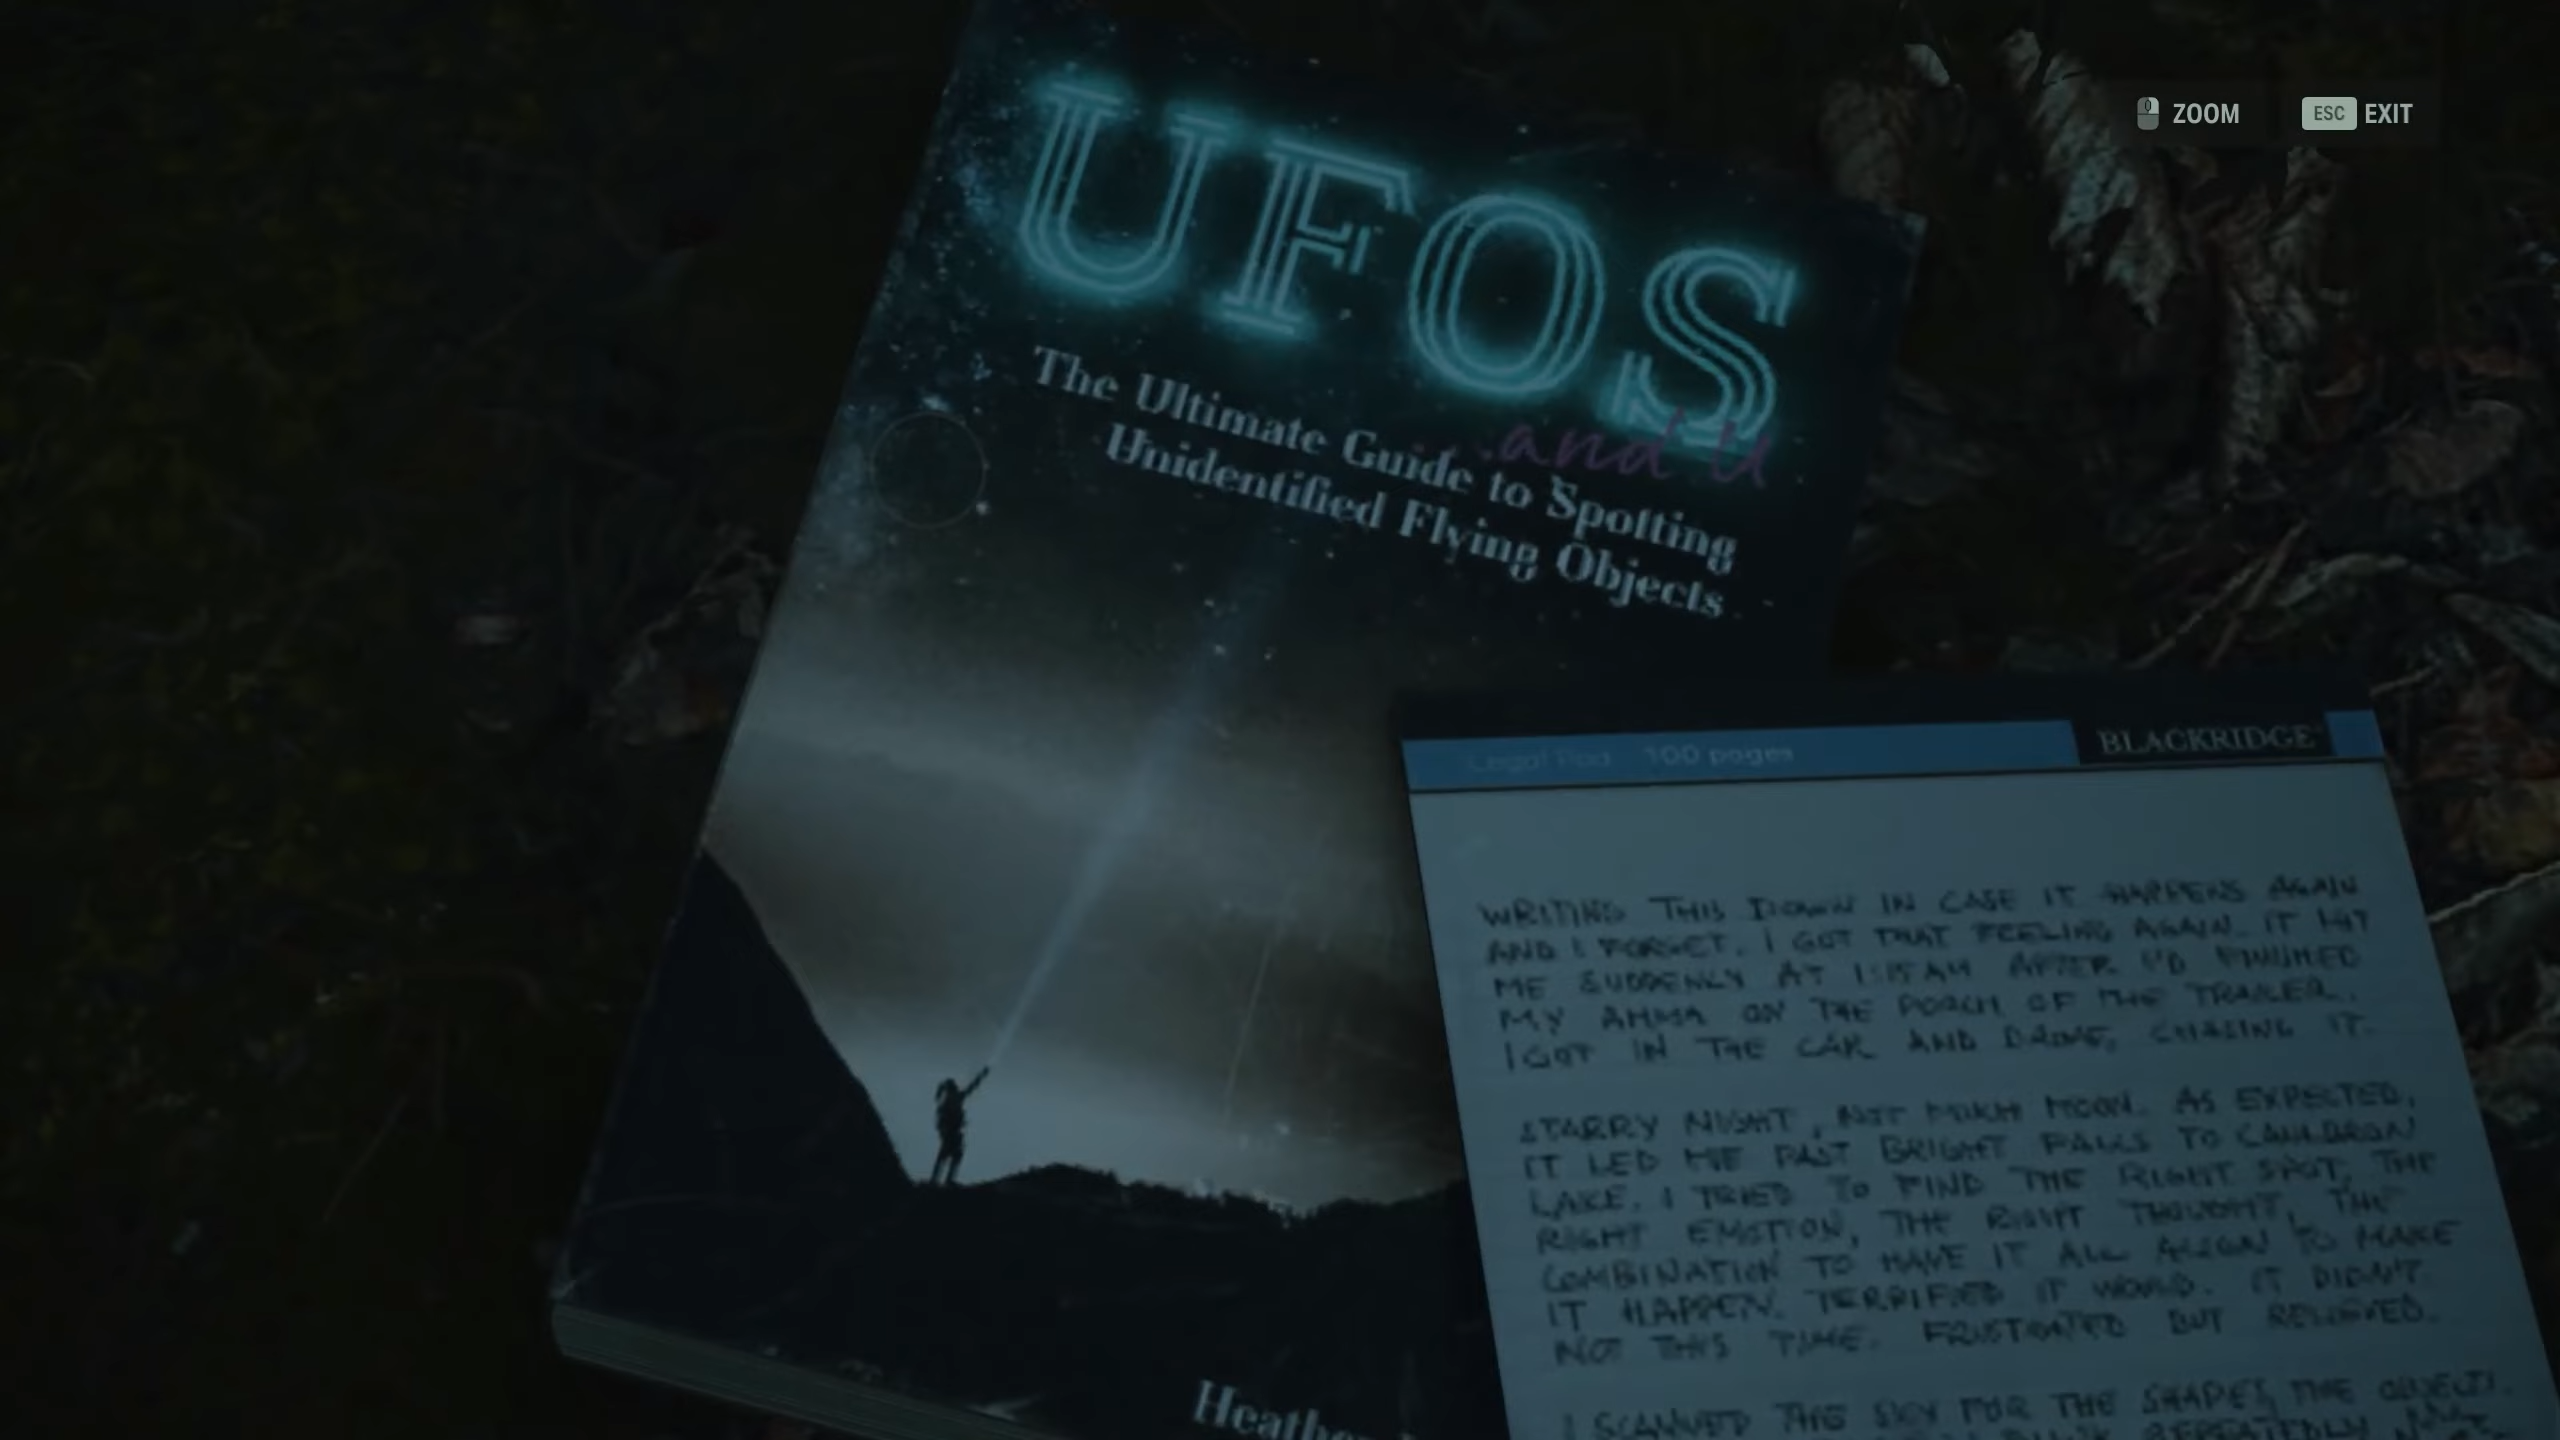 ZOOM
ESC EXIT
UFOS
...and U
The Ultimate Guide to Spotting
Unidentified Flying Objects
Heather
Legal Pad 100 pages
BLACKRIDGE
WRITING THIS DOWN IN CASE IT HAPPENS AGAIN
AND I FORGET. I GOT THAT FEELING AGAIN. IT HIT
ME SUDDENLY AT 1:15 AM AFTER I'D FINISHED
MY AHMA ON THE PORCH OF THE TRAILER.
I GOT IN THE CAR AND DROVE, CHASING IT.
STARRY NIGHT, NOT MUCH MOON. AS EXPECTED,
IT LED ME PAST BRIGHT FALLS TO CAULDRON
LAKE. I TRIED TO FIND THE RIGHT SPOT, THE
RIGHT EMOTION, THE RIGHT THOUGHT, THE
COMBINATION TO HAVE IT ALL ALIGN TO MAKE
IT HAPPEN. TERRIFIED IT WOULD. IT DIDN'T.
NOT THIS TIME. FRUSTRATED BUT RELIEVED.
I SCANNED THE SKY FOR THE SHAPES, THE OBJECTS.
REPEATEDLY